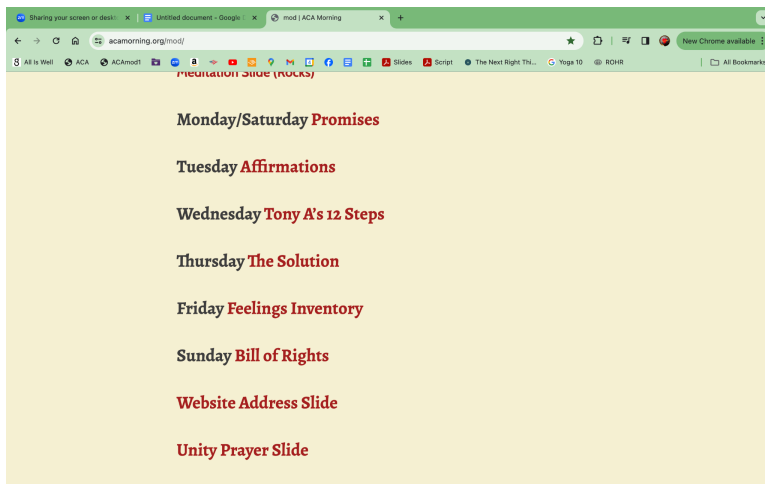 Sharing your screen or deskto
Untitled document - Google D
mod | ACA Morning
acamorning.org/mod/
New Chrome available
All Is Well
ACA
ACAmod1
Slides
Script
The Next Right Thi...
Yoga 10
ROHR
All Bookmarks
Meditation Slide (Rocks)
Monday/Saturday Promises
Tuesday Affirmations
Wednesday Tony A's 12 Steps
Thursday The Solution
Friday Feelings Inventory
Sunday Bill of Rights
Website Address Slide
Unity Prayer Slide